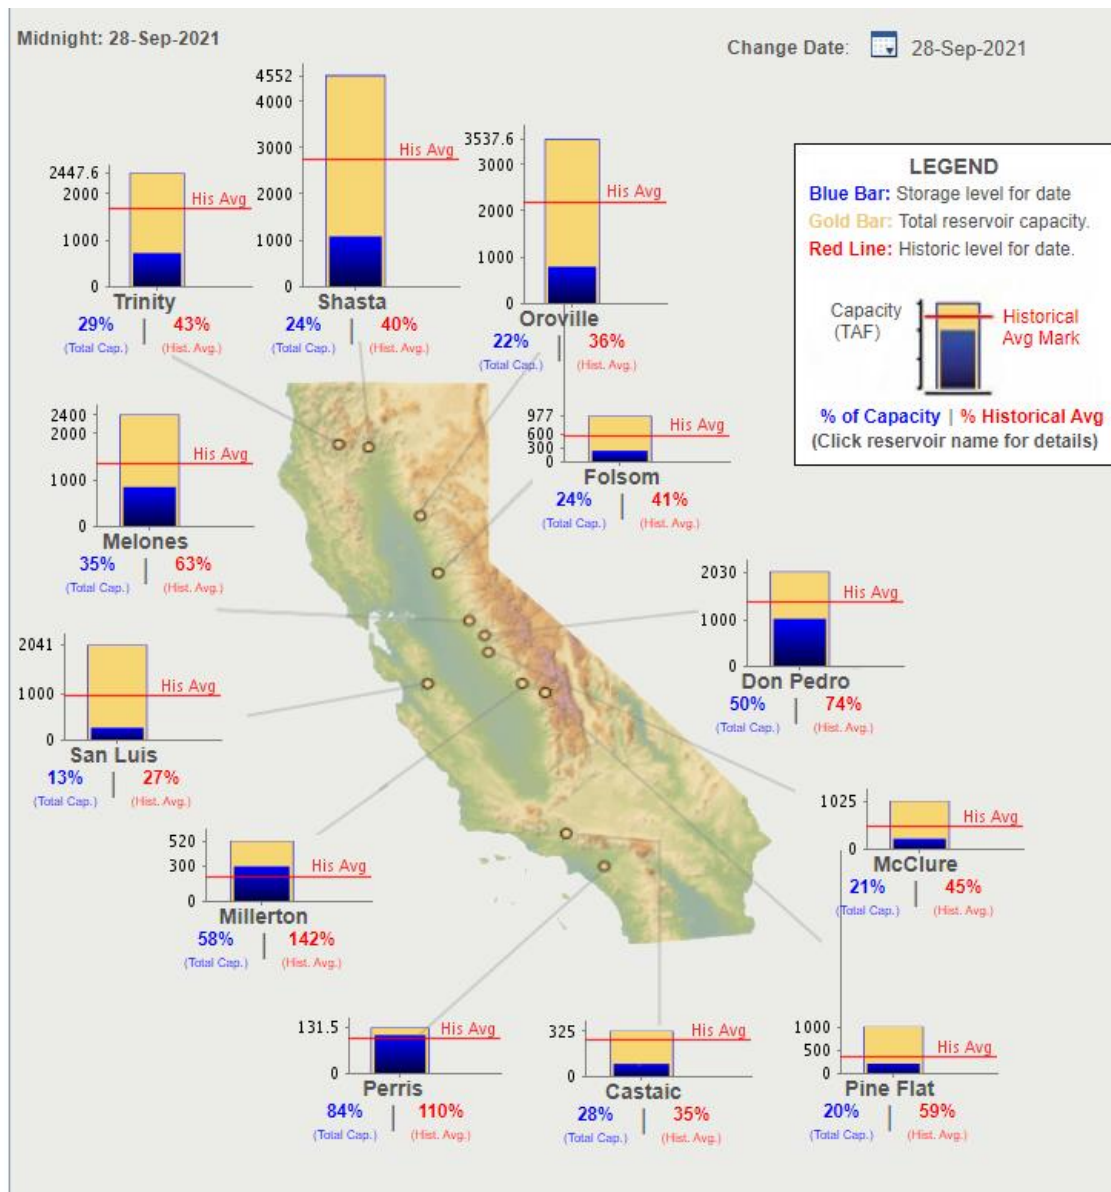 Midnight: 28-Sep-2021
Change Date: 28-Sep-2021
4552
4000
3000
2000
1000
0
His Avg
Shasta
24% | 40%
(Total Cap.) (Hist. Avg.)
2447.6
2000
1000
0
His Avg
Trinity
29% | 43%
(Total Cap.) (Hist. Avg.)
3537.6
3000
2000
1000
0
His Avg
Oroville
22% | 36%
(Total Cap.) (Hist. Avg.)
LEGEND
Blue Bar: Storage level for date
Gold Bar: Total reservoir capacity.
Red Line: Historic level for date.
Capacity
(TAF)
Historical
Avg Mark
% of Capacity | % Historical Avg
(Click reservoir name for details)
2400
2000
1000
0
His Avg
Melones
35% | 63%
(Total Cap.) (Hist. Avg.)
977
600
300
0
His Avg
Folsom
24% | 41%
(Total Cap.) (Hist. Avg.)
2030
1000
0
His Avg
Don Pedro
50% | 74%
(Total Cap.) (Hist. Avg.)
2041
1000
0
His Avg
San Luis
13% | 27%
(Total Cap.) (Hist. Avg.)
1025
0
His Avg
McClure
21% | 45%
(Total Cap.) (Hist. Avg.)
520
300
0
His Avg
Millerton
58% | 142%
(Total Cap.) (Hist. Avg.)
131.5
0
His Avg
Perris
84% | 110%
(Total Cap.) (Hist. Avg.)
325
0
His Avg
Castaic
28% | 35%
(Total Cap.) (Hist. Avg.)
1000
500
0
His Avg
Pine Flat
20% | 59%
(Total Cap.) (Hist. Avg.)